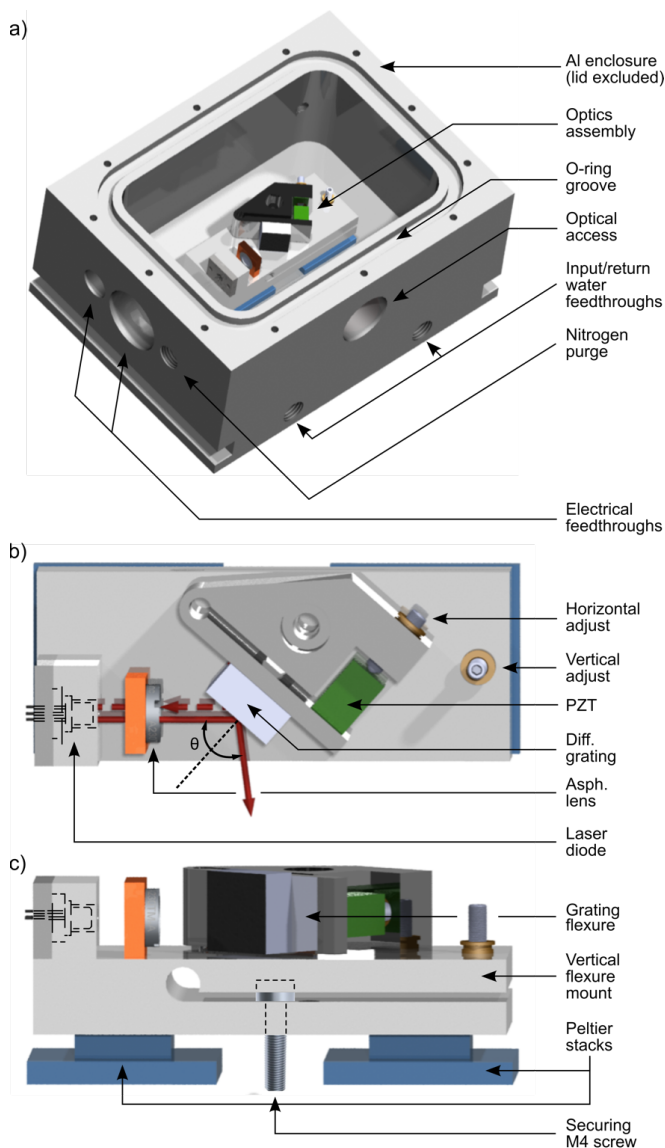 a)
Al enclosure
(lid excluded)
Optics
assembly
O-ring
groove
Optical
access
Input/return
water
feedthroughs
Nitrogen
purge
Electrical
feedthroughs
b)
Horizontal
adjust
Vertical
adjust
PZT
θ
Diff.
grating
Asph.
lens
Laser
diode
c)
Grating
flexure
Vertical
flexure
mount
Peltier
stacks
Securing
M4 screw